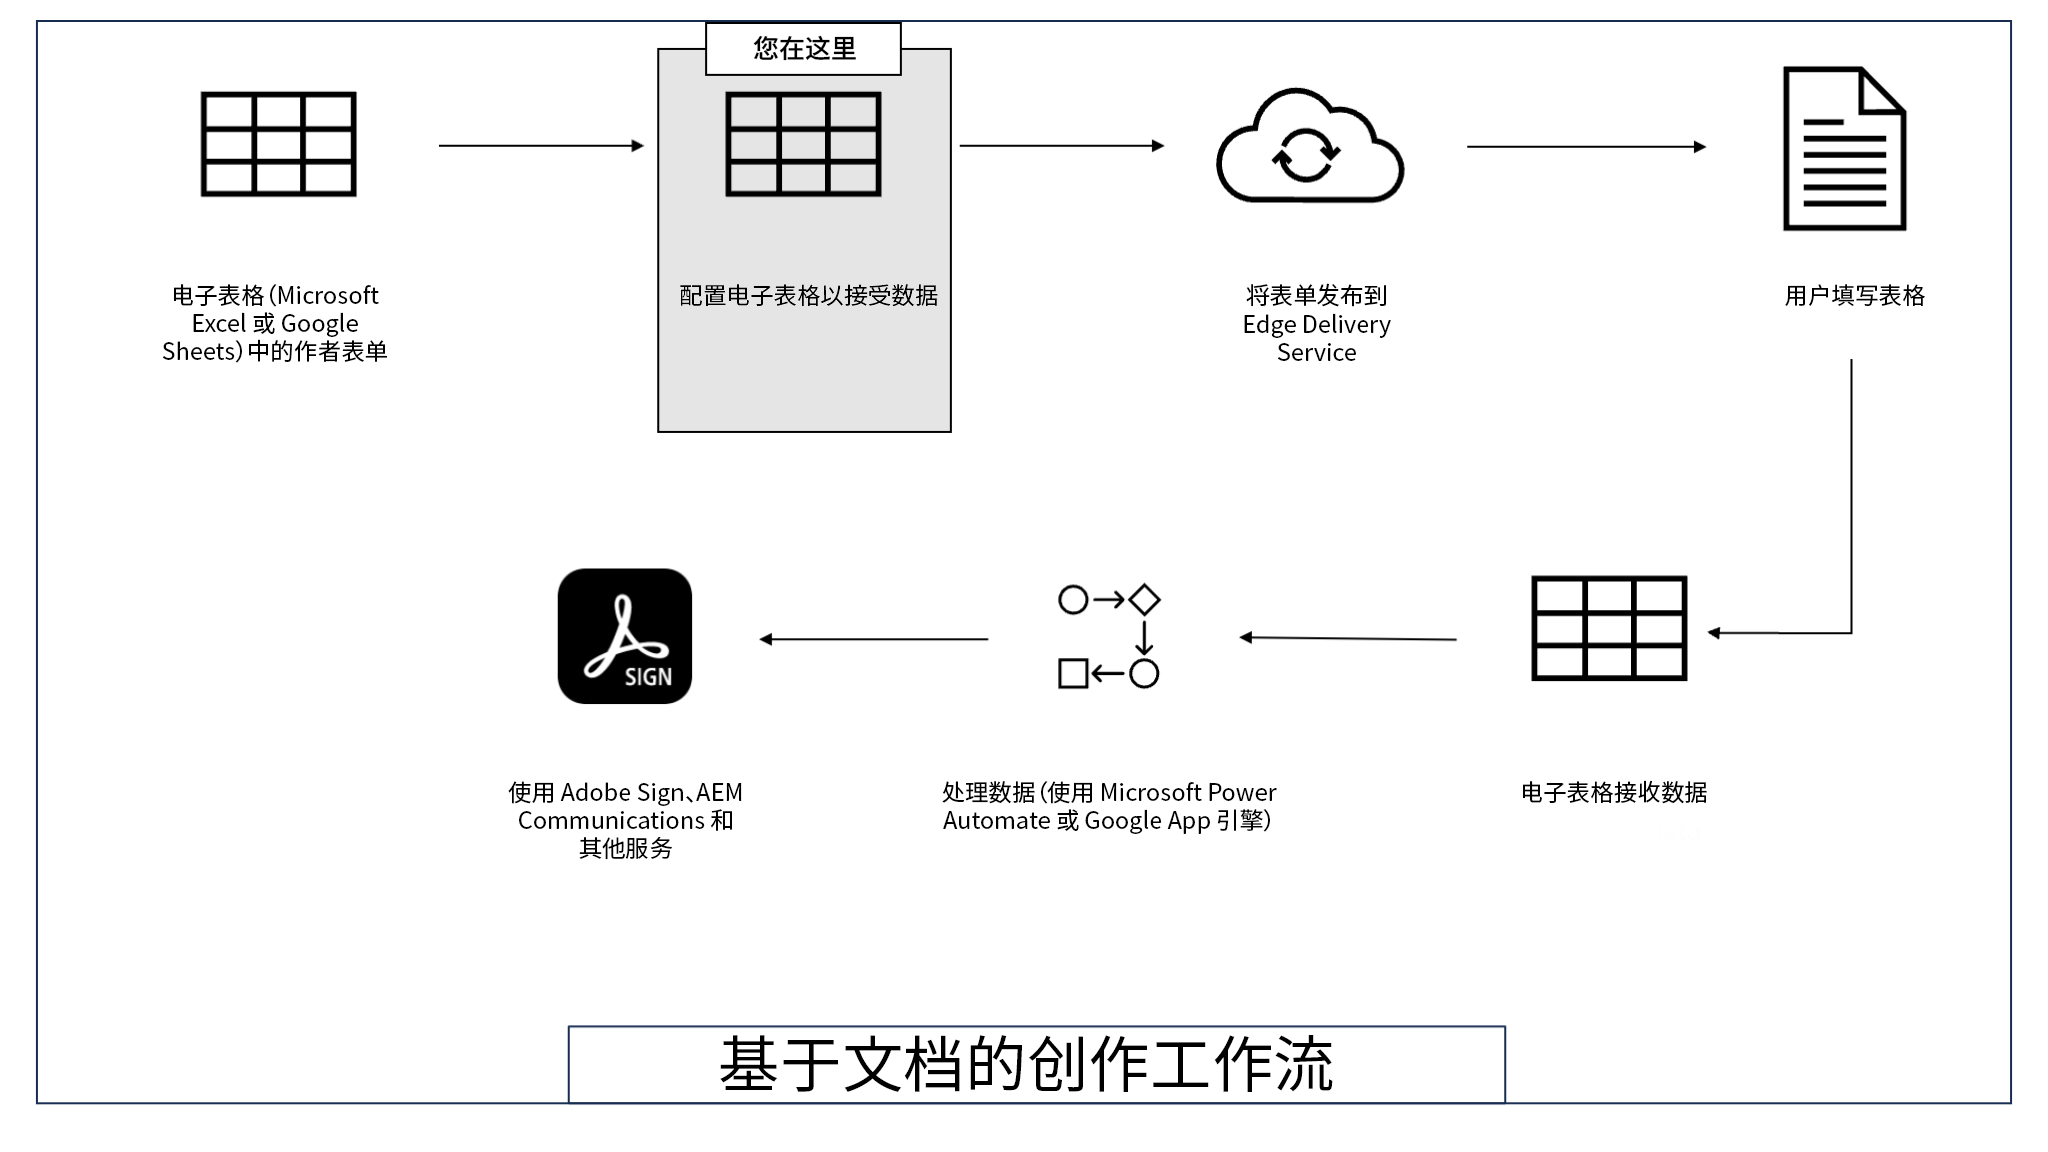 您在这里
电子表格（Microsoft
Excel 或 Google
Sheets）中的作者表单
配置电子表格以接受数据
将表单发布到
Edge Delivery
Service
用户填写表格
SIGN
使用 Adobe Sign、AEM
Communications 和
其他服务
处理数据（使用 Microsoft Power
Automate 或 Google App 引擎）
电子表格接收数据
基于文档的创作工作流